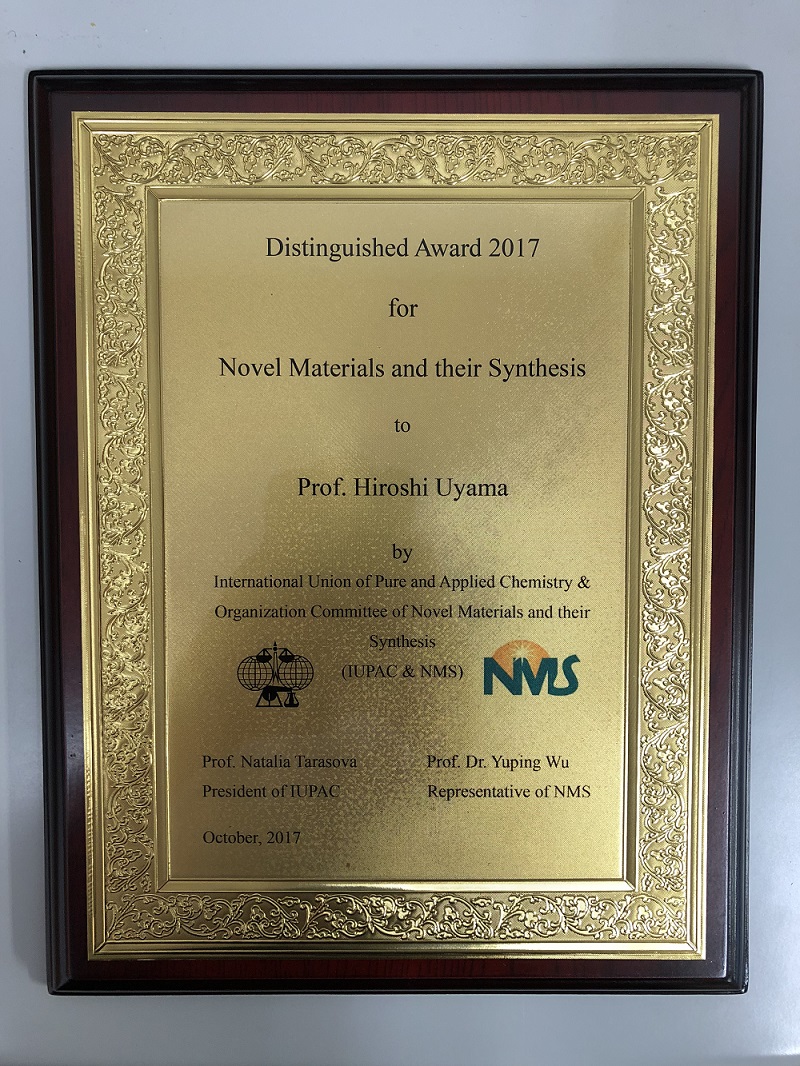 Distinguished Award 2017
for
Novel Materials and their Synthesis
to
Prof. Hiroshi Uyama
by
International Union of Pure and Applied Chemistry &
Organization Committee of Novel Materials and their
Synthesis
(IUPAC & NMS)
NMS
Prof. Natalia Tarasova
Prof. Dr. Yuping Wu
President of IUPAC
Representative of NMS
October, 2017